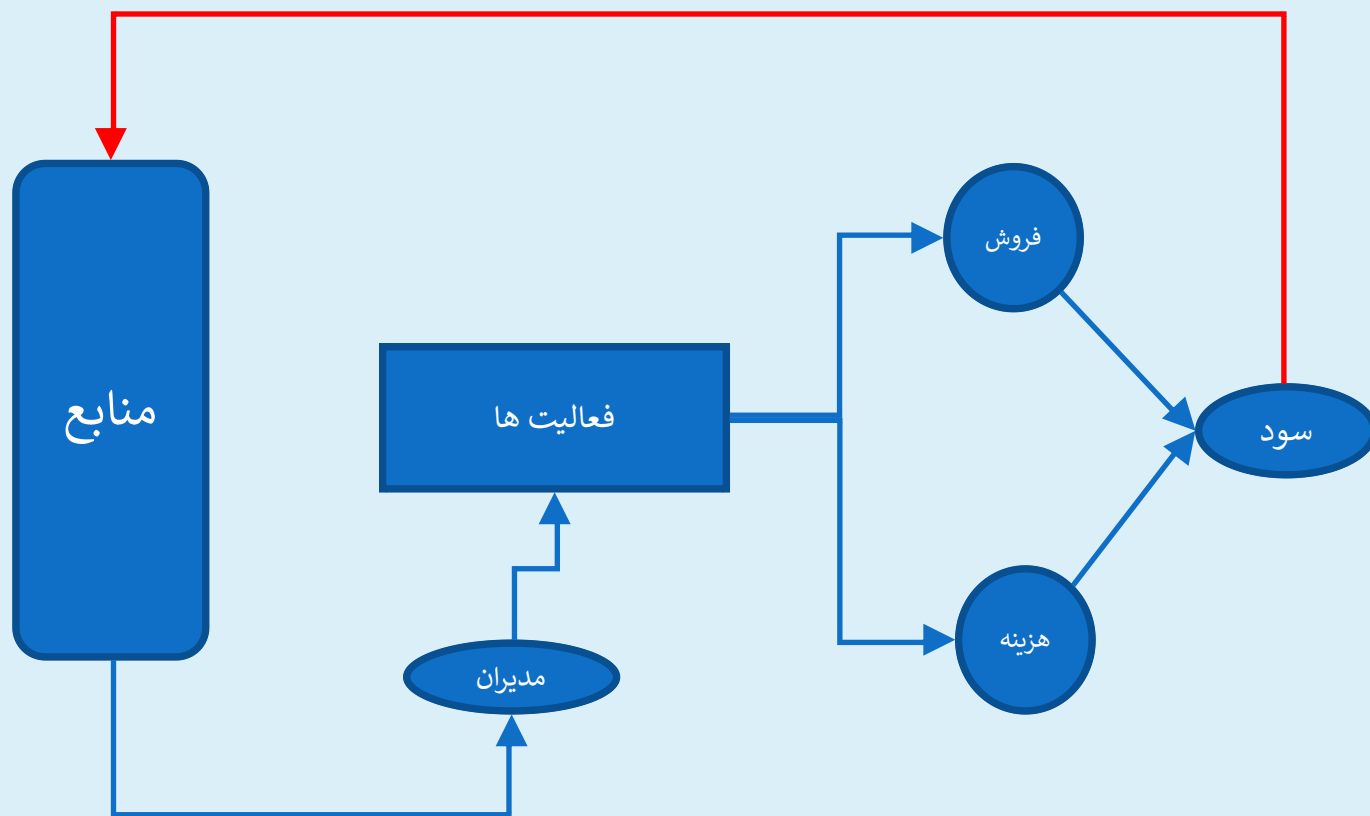 فروش
منابع
فعالیت ها
سود
هزینه
مدیران